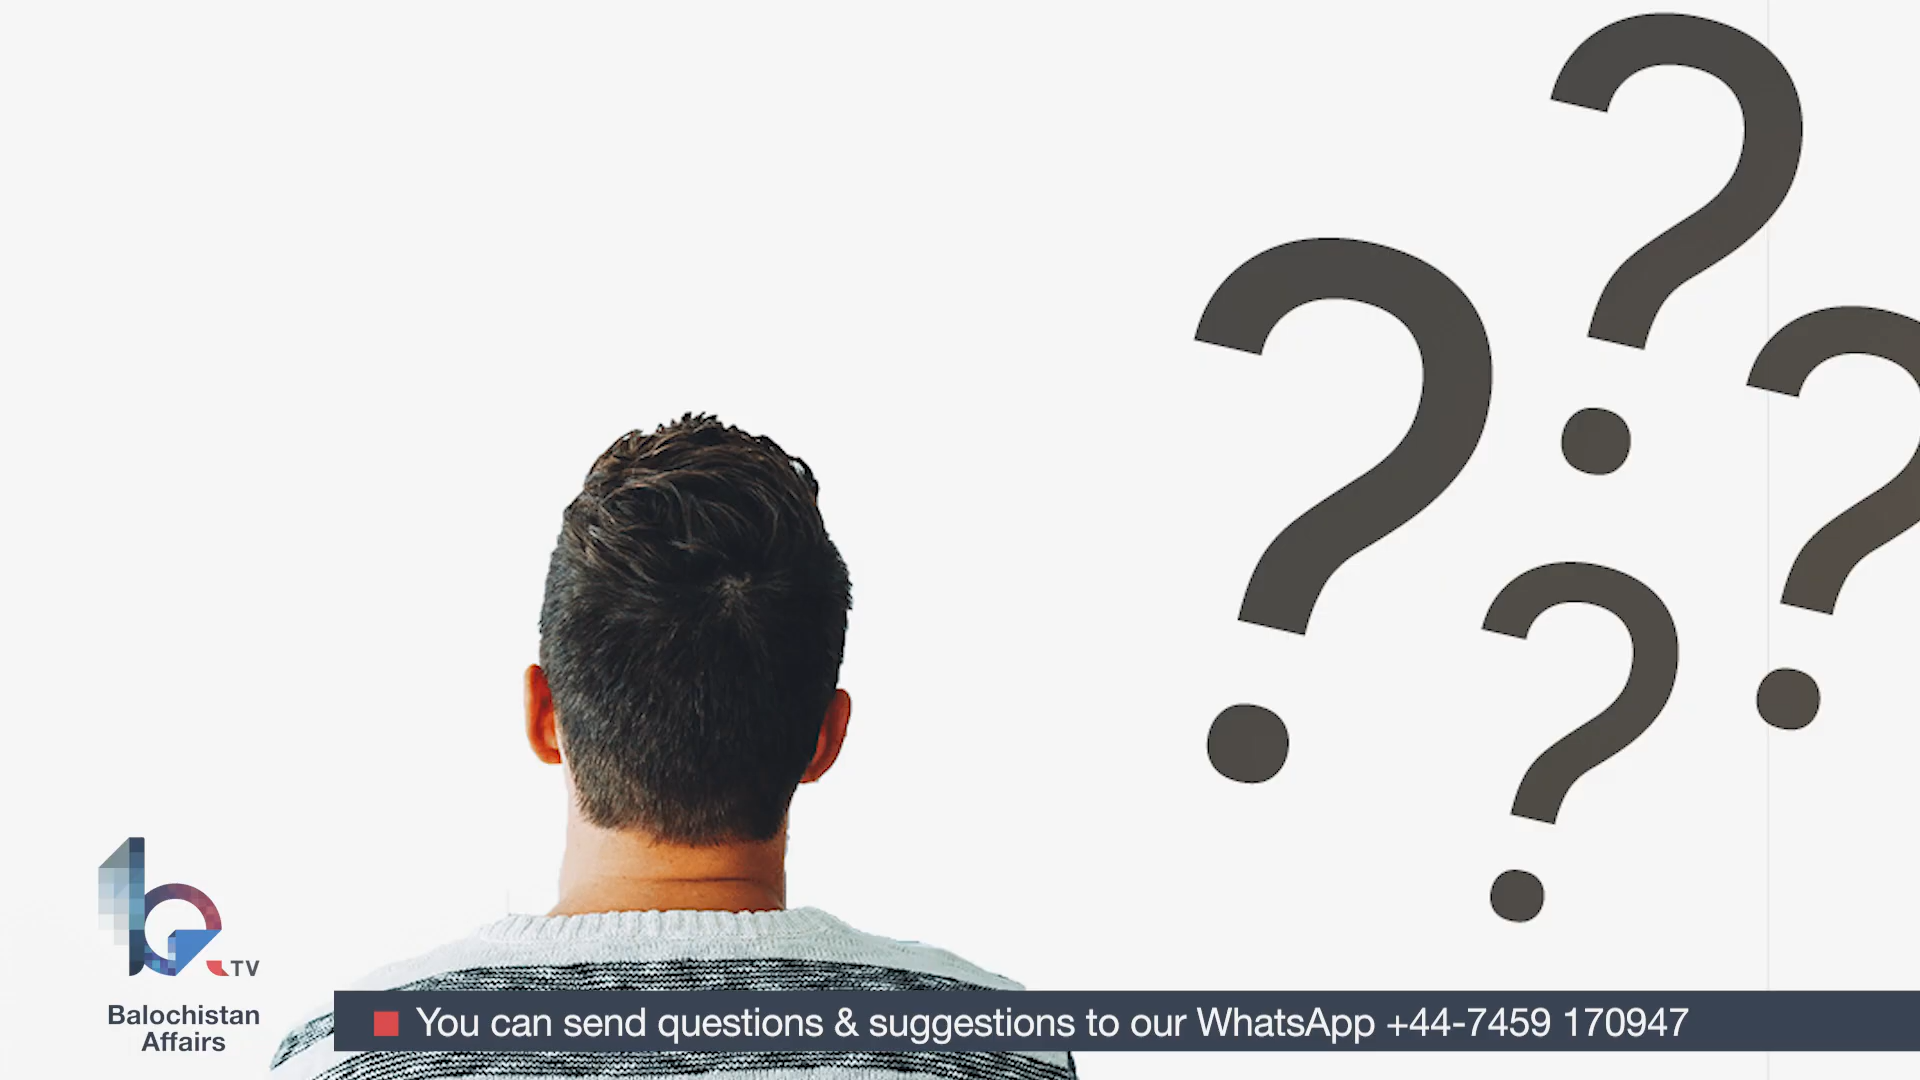 ?
?
?
?
TV
Balochistan
Affairs
You can send questions & suggestions to our WhatsApp +44-7459 170947